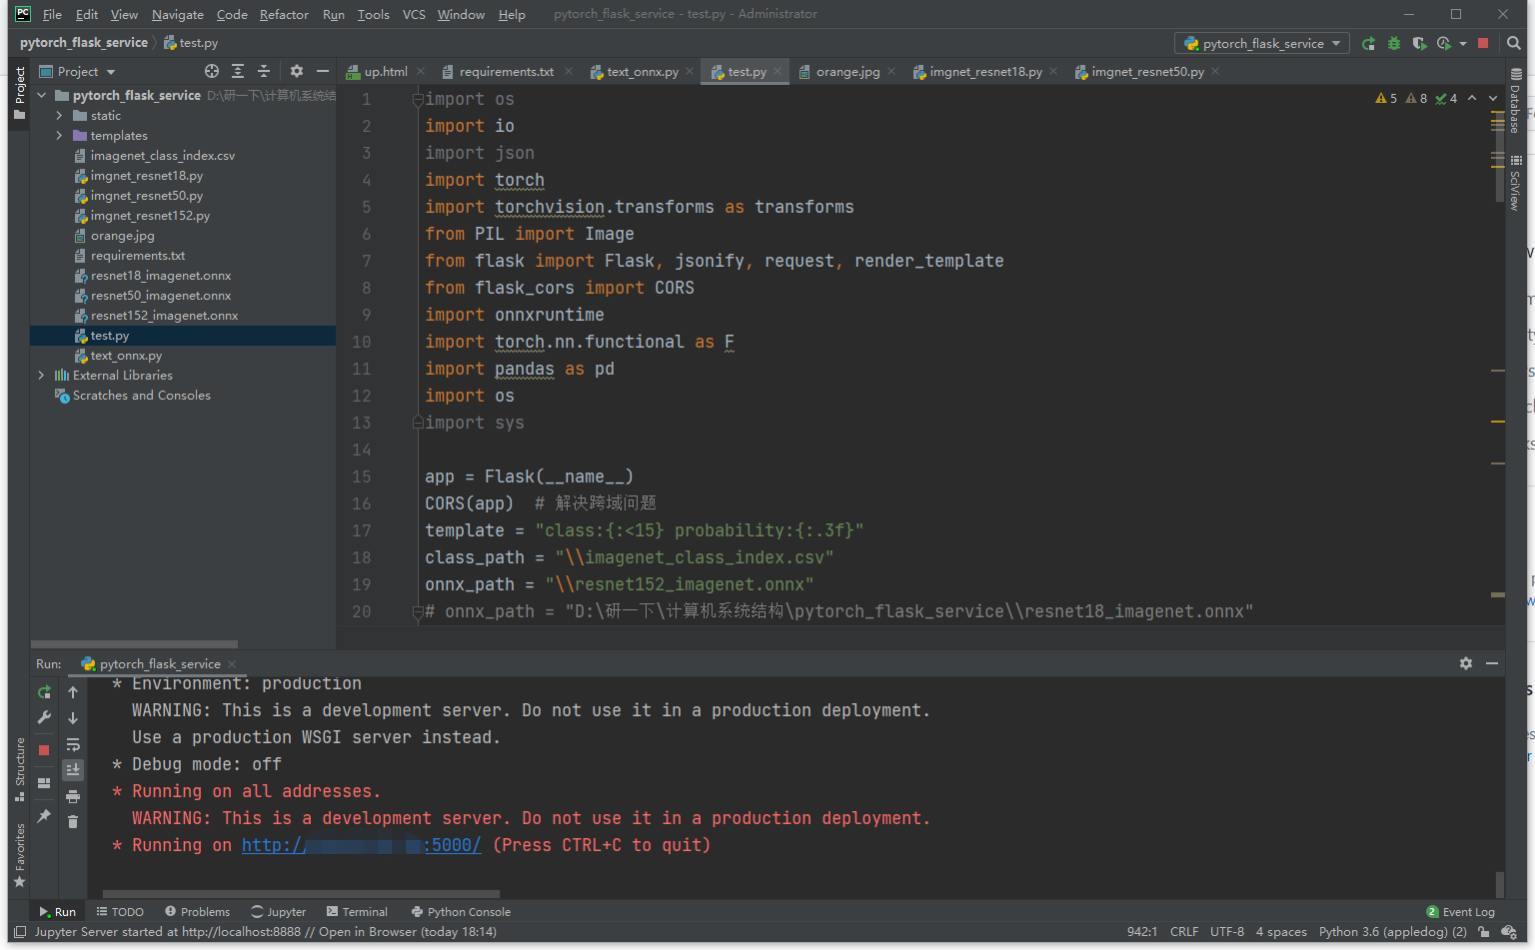 PC File Edit View Navigate Code Refactor Run Tools VCS Window Help pytorch_flask_service - test.py - Administrator
pytorch_flask_service test.py pytorch_flask_service
Project Project up.html requirements.txt text_onnx.py test.py orange.jpg imgnet_resnet18.py imgnet_resnet50.py
pytorch_flask_service D:\研一下\计算机系统结构
static
templates
imagenet_class_index.csv
imgnet_resnet18.py
imgnet_resnet50.py
imgnet_resnet152.py
orange.jpg
requirements.txt
resnet18_imagenet.onnx
resnet50_imagenet.onnx
resnet152_imagenet.onnx
test.py
text_onnx.py
External Libraries
Scratches and Consoles
5 8 4
1 import os
2 import io
3 import json
4 import torch
5 import torchvision.transforms as transforms
6 from PIL import Image
7 from flask import Flask, jsonify, request, render_template
8 from flask_cors import CORS
9 import onnxruntime
10 import torch.nn.functional as F
11 import pandas as pd
12 import os
13 import sys
14
15 app = Flask(__name__)
16 CORS(app)  # 解决跨域问题
17 template = "class:{:<15} probability:{:.3f}"
18 class_path = "\\imagenet_class_index.csv"
19 onnx_path = "\\resnet152_imagenet.onnx"
20 # onnx_path = "D:\研一下\计算机系统结构\pytorch_flask_service\\resnet18_imagenet.onnx"
Database
SciView
Run: pytorch_flask_service
* Environment: production
WARNING: This is a development server. Do not use it in a production deployment.
Use a production WSGI server instead.
* Debug mode: off
* Running on all addresses.
WARNING: This is a development server. Do not use it in a production deployment.
* Running on http:/ :5000/ (Press CTRL+C to quit)
Structure
Favorites
Run TODO Problems Jupyter Terminal Python Console 2 Event Log
Jupyter Server started at http://localhost:8888 // Open in Browser (today 18:14) 942:1 CRLF UTF-8 4 spaces Python 3.6 (appledog) (2)